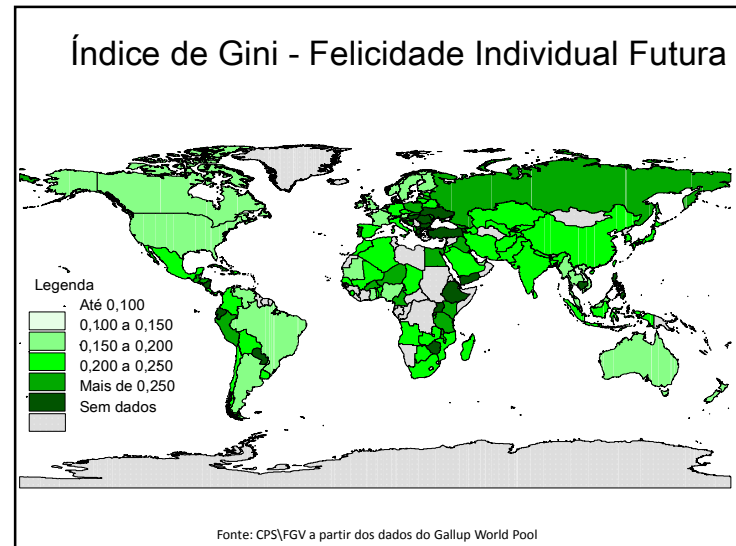 Índice de Gini - Felicidade Individual Futura
Legenda
Até 0,100
0,100 a 0,150
0,150 a 0,200
0,200 a 0,250
Mais de 0,250
Sem dados
Fonte: CPS\FGV a partir dos dados do Gallup World Pool